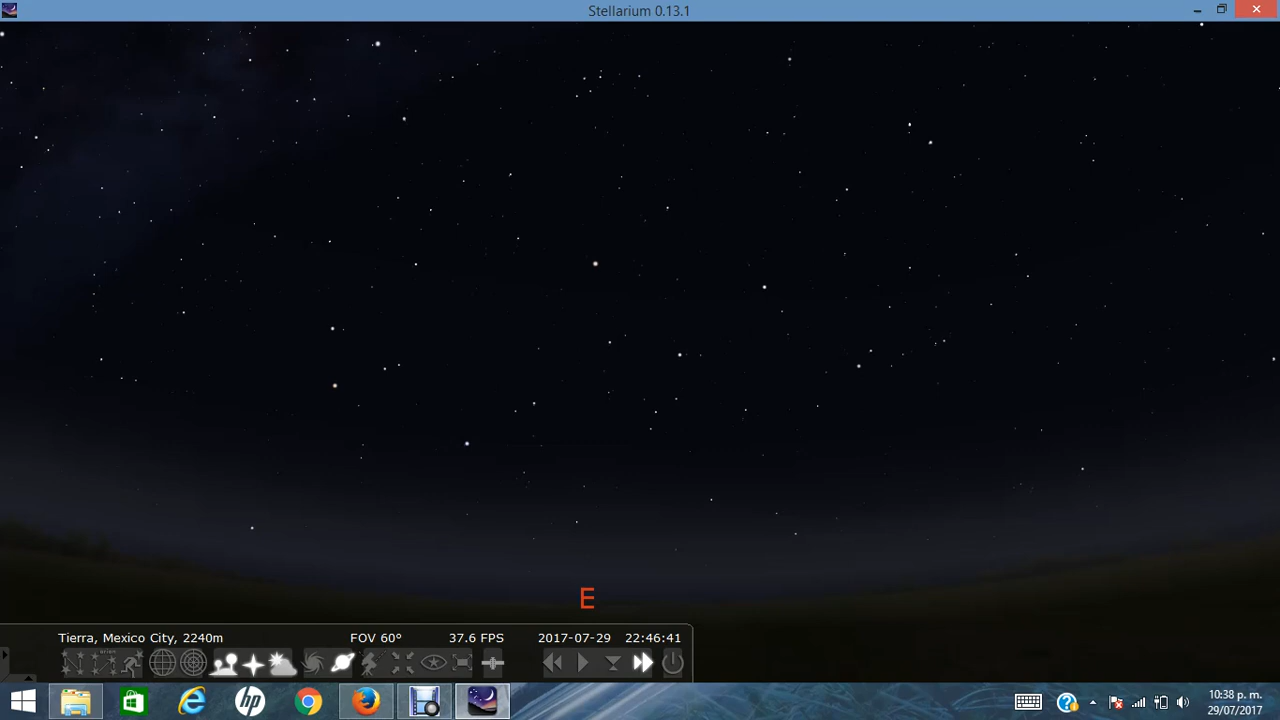 Stellarium 0.13.1
E
Tierra, Mexico City, 2240m FOV 60° 37.6 FPS 2017-07-29 22:46:41
hp
10:38 p. m.
29/07/2017